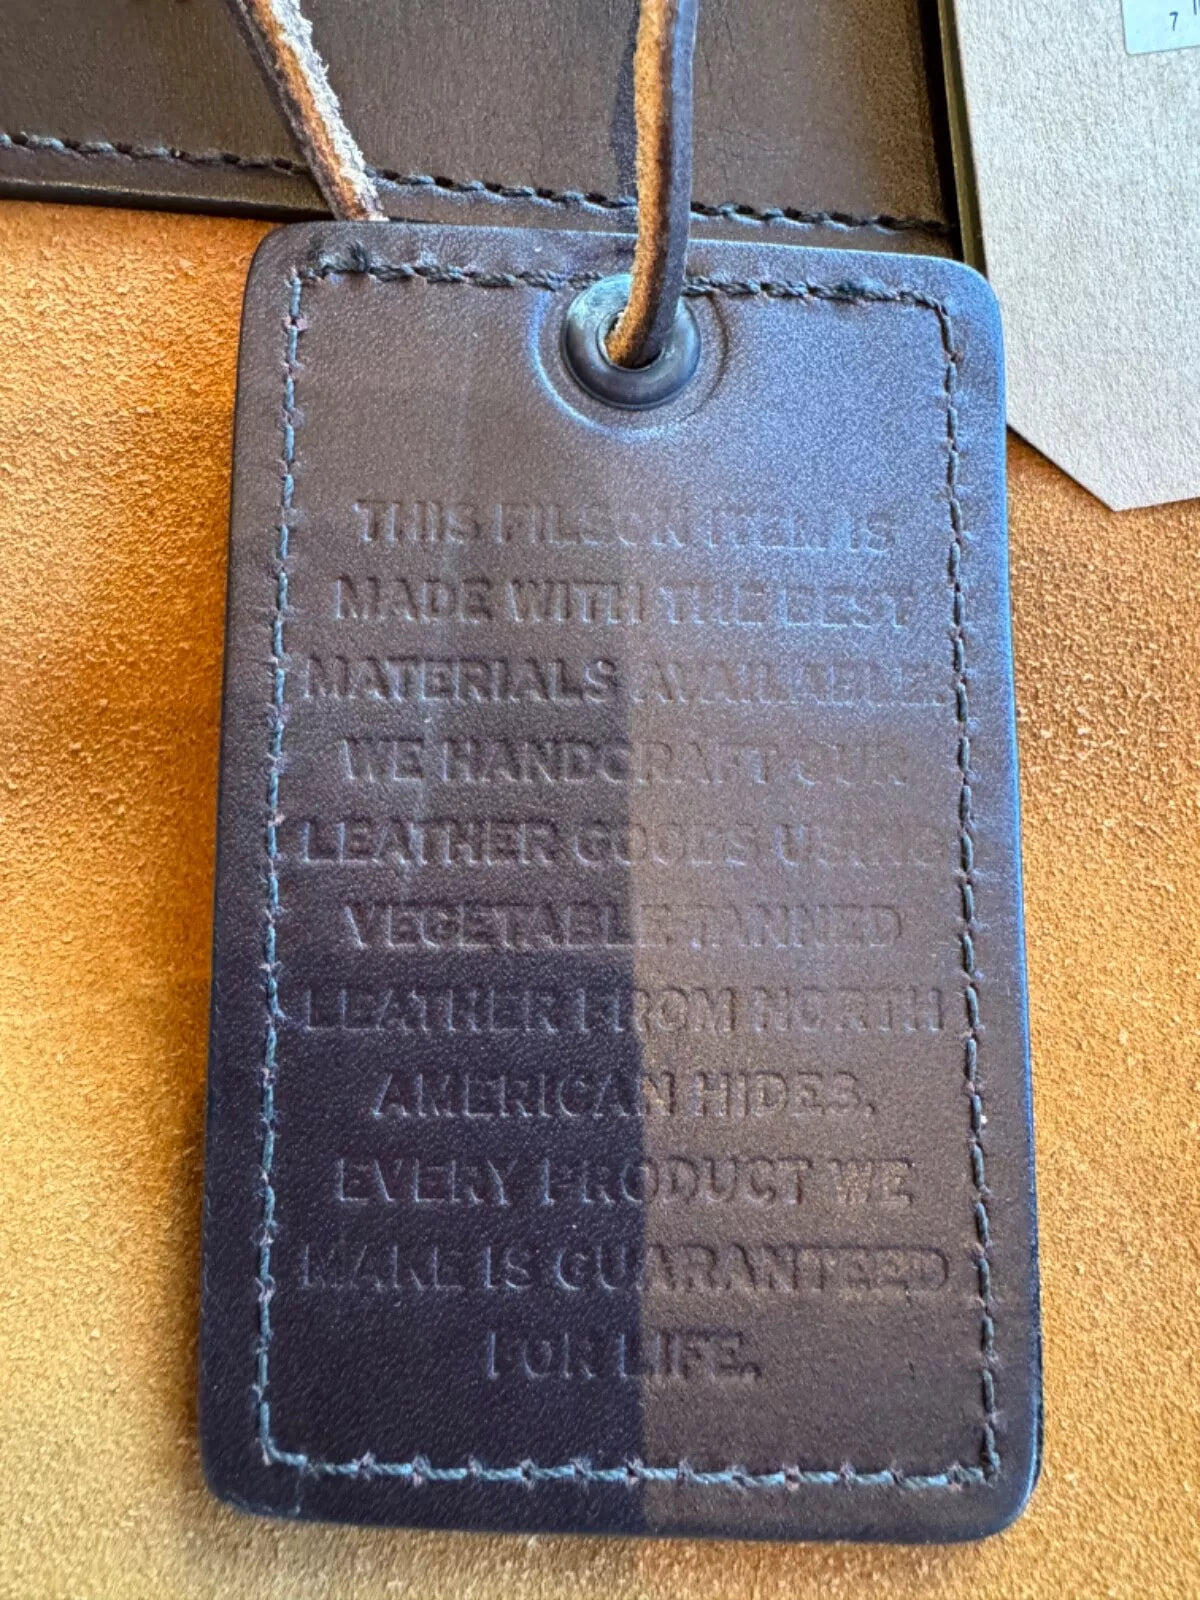 THIS FILSON ITEM IS
MADE WITH THE BEST
MATERIALS AVAILABLE.
WE HANDCRAFT OUR
LEATHER GOODS USING
VEGETABLE-TANNED
LEATHER FROM NORTH
AMERICAN HIDES.
EVERY PRODUCT WE
MAKE IS GUARANTEED
FOR LIFE.
7